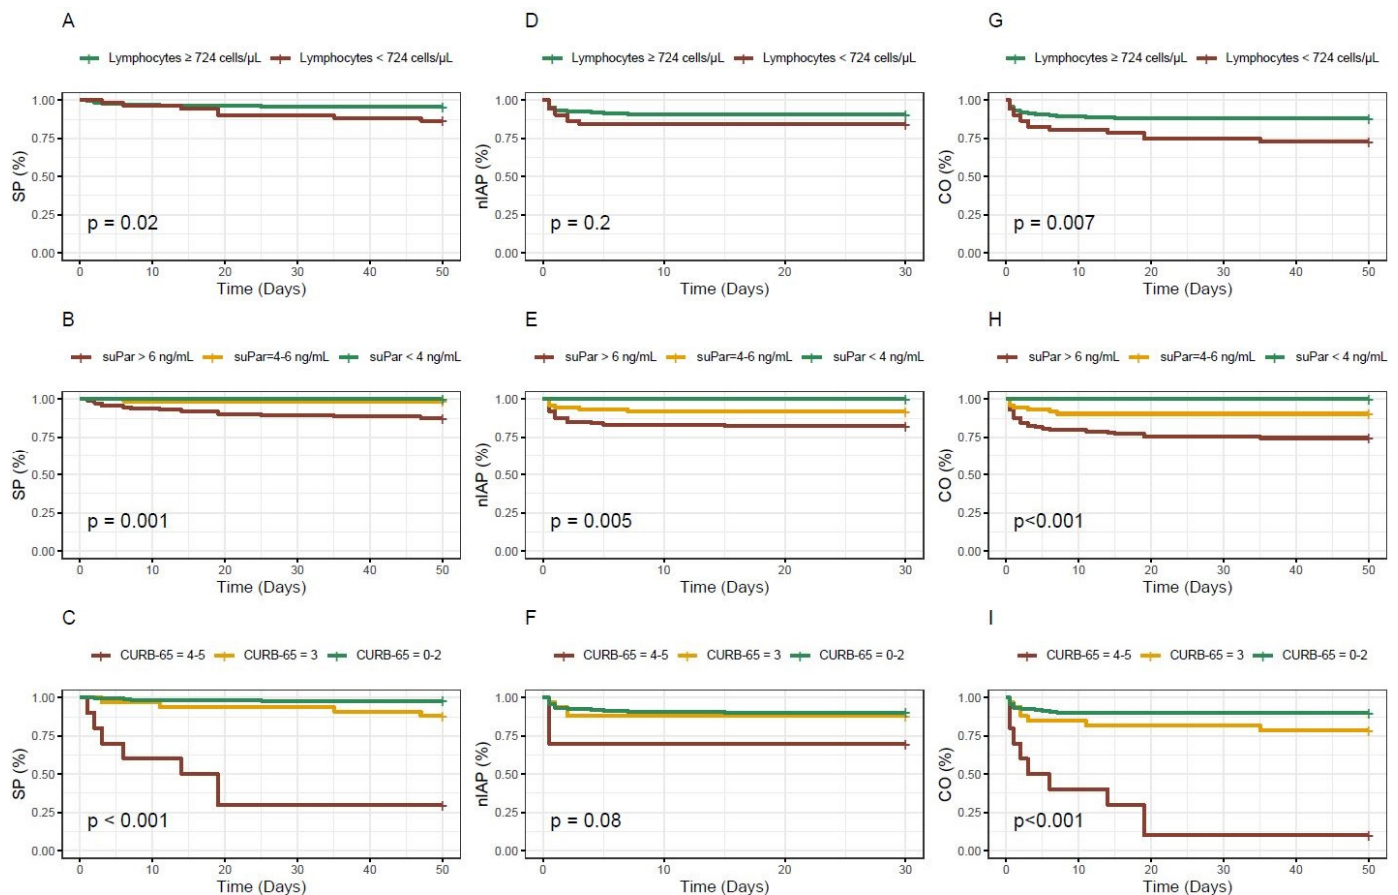 A
D
G
Lymphocytes ≥ 724 cells/µL Lymphocytes < 724 cells/µL
Lymphocytes ≥ 724 cells/µL Lymphocytes < 724 cells/µL
Lymphocytes ≥ 724 cells/µL Lymphocytes < 724 cells/µL
SP (%)
1.00
0.75
0.50
0.25
0.00
p = 0.02
0 10 20 30 40 50
Time (Days)
nIAP (%)
1.00
0.75
0.50
0.25
0.00
p = 0.2
0 10 20 30
Time (Days)
CO (%)
1.00
0.75
0.50
0.25
0.00
p = 0.007
0 10 20 30 40 50
Time (Days)
B
E
H
suPar > 6 ng/mL suPar=4-6 ng/mL suPar < 4 ng/mL
suPar > 6 ng/mL suPar=4-6 ng/mL suPar < 4 ng/mL
suPar > 6 ng/mL suPar=4-6 ng/mL suPar < 4 ng/mL
SP (%)
1.00
0.75
0.50
0.25
0.00
p = 0.001
0 10 20 30 40 50
Time (Days)
nIAP (%)
1.00
0.75
0.50
0.25
0.00
p = 0.005
0 10 20 30
Time (Days)
CO (%)
1.00
0.75
0.50
0.25
0.00
p<0.001
0 10 20 30 40 50
Time (Days)
C
F
I
CURB-65 = 4-5 CURB-65 = 3 CURB-65 = 0-2
CURB-65 = 4-5 CURB-65 = 3 CURB-65 = 0-2
CURB-65 = 4-5 CURB-65 = 3 CURB-65 = 0-2
SP (%)
1.00
0.75
0.50
0.25
0.00
p < 0.001
0 10 20 30 40 50
Time (Days)
nIAP (%)
1.00
0.75
0.50
0.25
0.00
p = 0.08
0 10 20 30
Time (Days)
CO (%)
1.00
0.75
0.50
0.25
0.00
p<0.001
0 10 20 30 40 50
Time (Days)